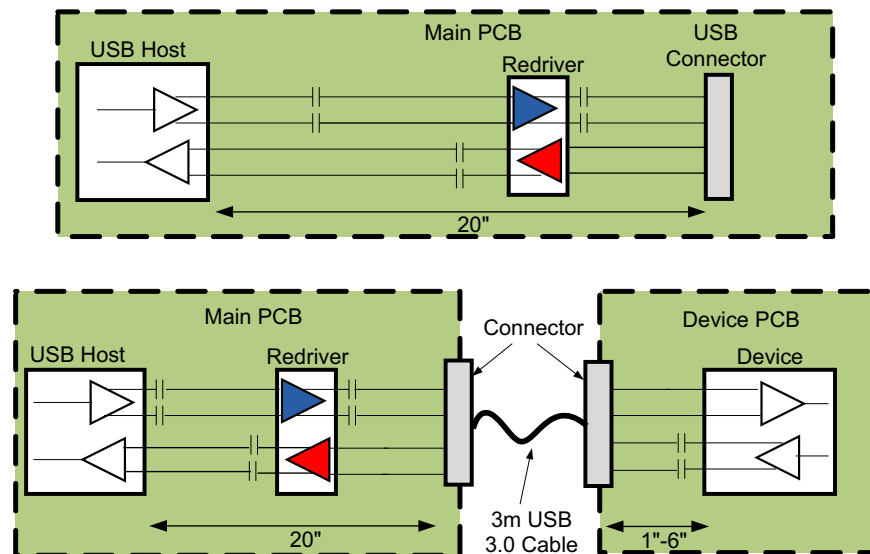 Main PCB
USB
Connector
USB Host
Redriver
20"
Main PCB
USB Host
Redriver
20"
Connector
3m USB
3.0 Cable
Device PCB
Device
1"-6"